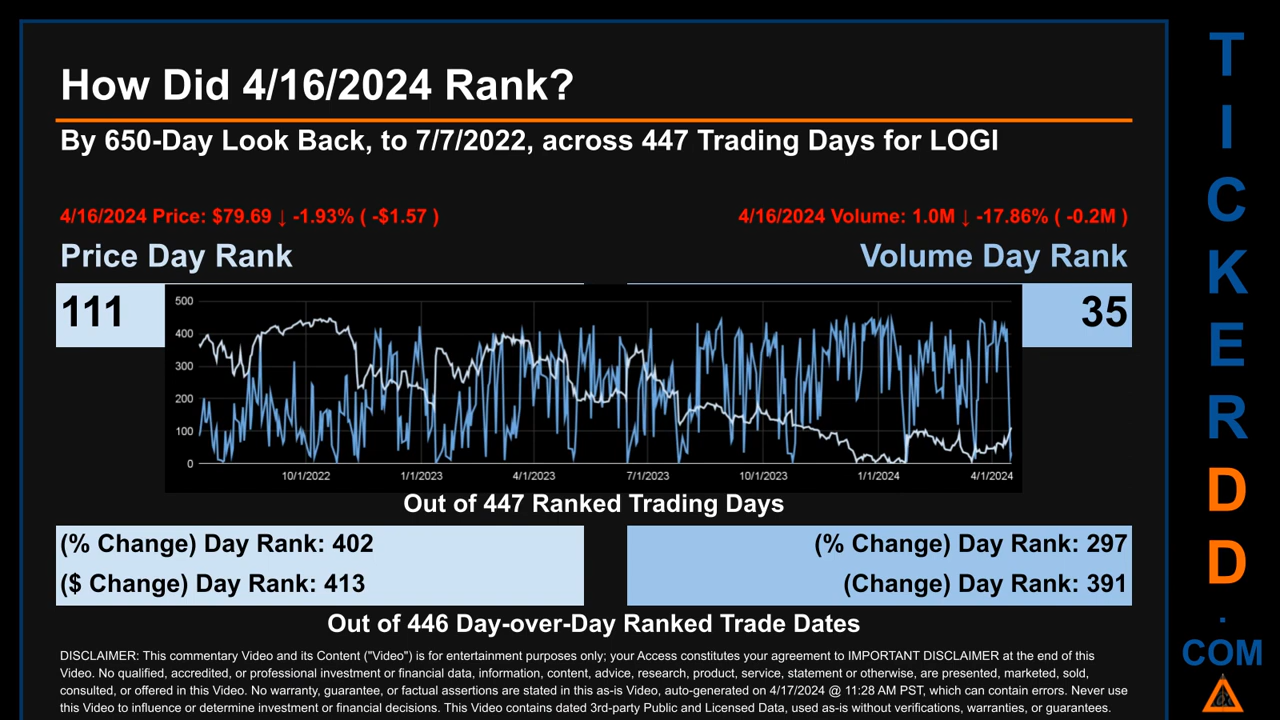 How Did 4/16/2024 Rank?
By 650-Day Look Back, to 7/7/2022, across 447 Trading Days for LOGI
4/16/2024 Price: $79.69 ↓ -1.93% ( -$1.57 )
4/16/2024 Volume: 1.0M ↓ -17.86% ( -0.2M )
Price Day Rank
Volume Day Rank
111
35
500
400
300
200
100
0
10/1/2022
1/1/2023
4/1/2023
7/1/2023
10/1/2023
1/1/2024
4/1/2024
Out of 447 Ranked Trading Days
(% Change) Day Rank: 402
($ Change) Day Rank: 413
(% Change) Day Rank: 297
(Change) Day Rank: 391
Out of 446 Day-over-Day Ranked Trade Dates
DISCLAIMER: This commentary Video and its Content ("Video") is for entertainment purposes only; your Access constitutes your agreement to IMPORTANT DISCLAIMER at the end of this
Video. No qualified, accredited, or professional investment or financial data, information, content, advice, research, product, service, statement or otherwise, are presented, marketed, sold,
consulted, or offered in this Video. No warranty, guarantee, or factual assertions are stated in this as-is Video, auto-generated on 4/17/2024 @ 11:28 AM PST, which can contain errors. Never use
this Video to influence or determine investment or financial decisions. This Video contains dated 3rd-party Public and Licensed Data, used as-is without verifications, warranties, or guarantees.
T
I
C
K
E
R
D
D
.
COM